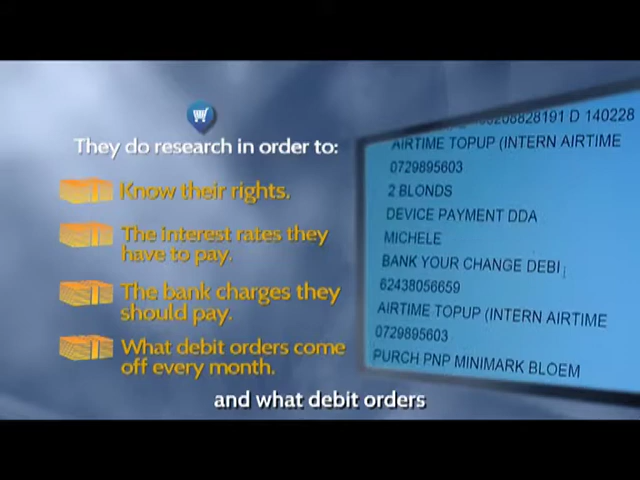 They do research in order to:
Know their rights.
The interest rates they
have to pay.
The bank charges they
should pay.
What debit orders come
off every month.
D 140228
AIRTIME TOPUP (INTERN AIRTIME
0729895603
2 BLONDS
DEVICE PAYMENT DDA
MICHELE
BANK YOUR CHANGE DEBI
62438056659
AIRTIME TOPUP (INTERN AIRTIME
0729895603
PURCH PNP MINIMARK BLOEM
and what debit orders